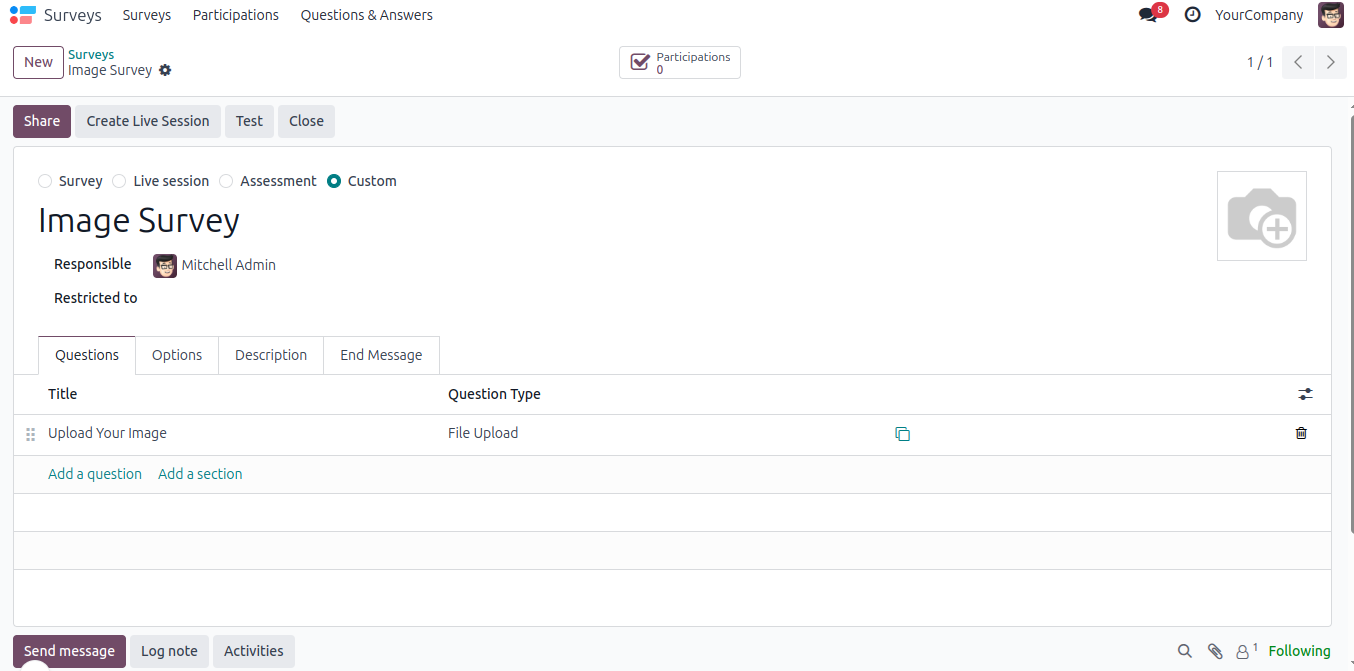 Surveys Surveys Participations Questions & Answers 8 YourCompany
New Surveys Participations
Image Survey 0 1 / 1
Share Create Live Session Test Close
Survey Live session Assessment Custom
Image Survey
Responsible Mitchell Admin
Restricted to
Questions Options Description End Message
Title Question Type
Upload Your Image File Upload
Add a question Add a section
Send message Log note Activities 1 Following